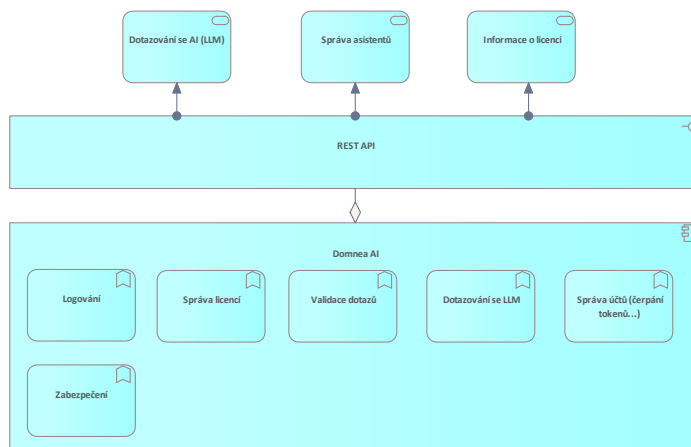 Dotazování se AI (LLM)
Správa asistentů
Informace o licenci
REST API
Domnea AI
Logování
Správa licencí
Validace dotazů
Dotazování se LLM
Správa účtů (čerpání
tokenů...)
Zabezpečení